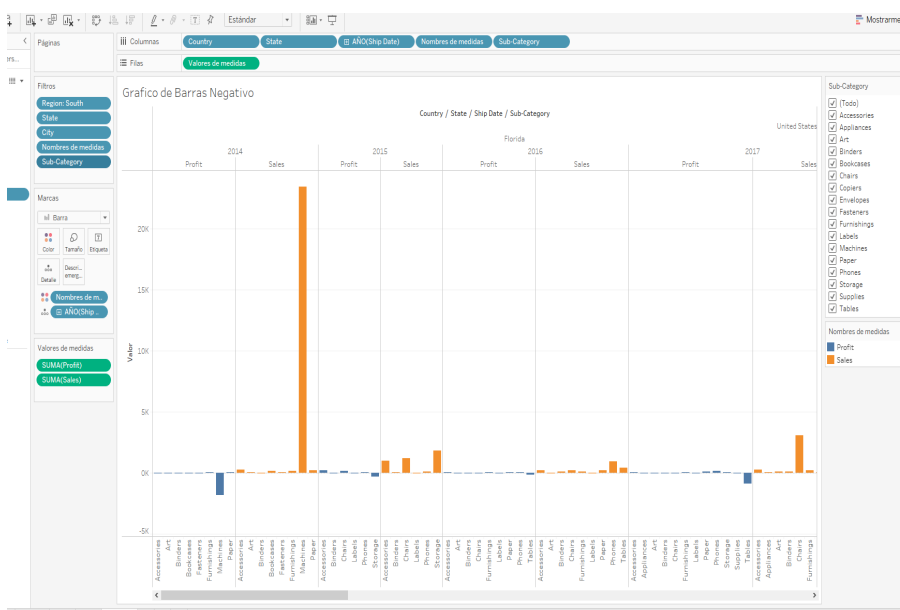 Estándar
Mostrarme
Páginas
Columnas
Country
State
AÑO(Ship Date)
Nombres de medidas
Sub-Category
Filas
Valores de medidas
Filtros
Region: South
State
City
Nombres de medidas
Sub-Category
Marcas
Barra
Color
Tamaño
Etiqueta
Detalle
Descri...
emerg...
Nombres de m..
AÑO(Ship ..
Valores de medidas
SUMA(Profit)
SUMA(Sales)
Grafico de Barras Negativo
Country / State / Ship Date / Sub-Category
United States
Florida
2014 2015 2016 2017
Profit Sales Profit Sales Profit Sales Profit Sales
Valor
20K
15K
10K
5K
0K
-5K
Accessories
Art
Binders
Bookcases
Fasteners
Furnishings
Machines
Paper
Accessories
Art
Binders
Bookcases
Fasteners
Furnishings
Machines
Paper
Accessories
Binders
Chairs
Labels
Phones
Storage
Accessories
Binders
Chairs
Labels
Phones
Storage
Accessories
Art
Binders
Chairs
Furnishings
Labels
Paper
Phones
Tables
Accessories
Art
Binders
Chairs
Furnishings
Labels
Paper
Phones
Tables
Accessories
Appliances
Art
Binders
Chairs
Furnishings
Labels
Paper
Phones
Storage
Supplies
Tables
Accessories
Appliances
Art
Binders
Chairs
Furnishings
Sub-Category
(Todo)
Accessories
Appliances
Art
Binders
Bookcases
Chairs
Copiers
Envelopes
Fasteners
Furnishings
Labels
Machines
Paper
Phones
Storage
Supplies
Tables
Nombres de medidas
Profit
Sales